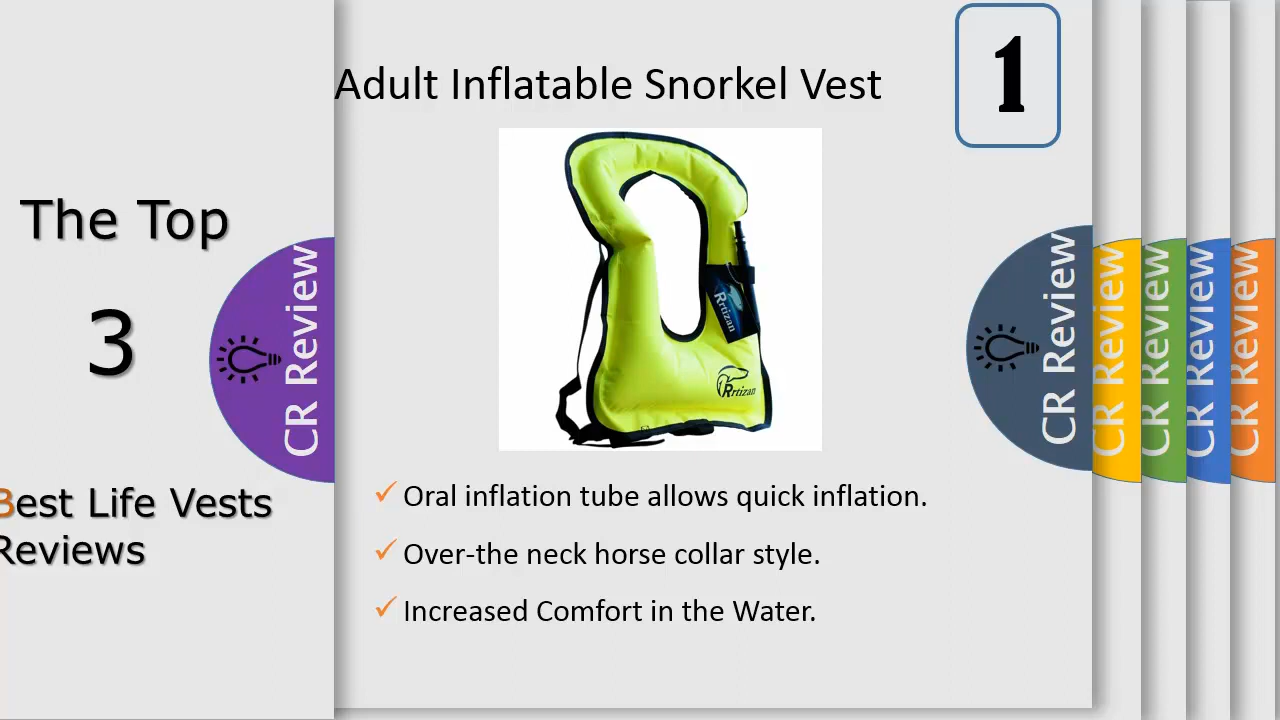 The Top
3
Best Life Vests
Reviews
CR Review
Adult Inflatable Snorkel Vest
1
Rrtizan
Rrtizan
Oral inflation tube allows quick inflation.
Over-the neck horse collar style.
Increased Comfort in the Water.
CR Review
CR Review
CR Review
CR Review
CR Review